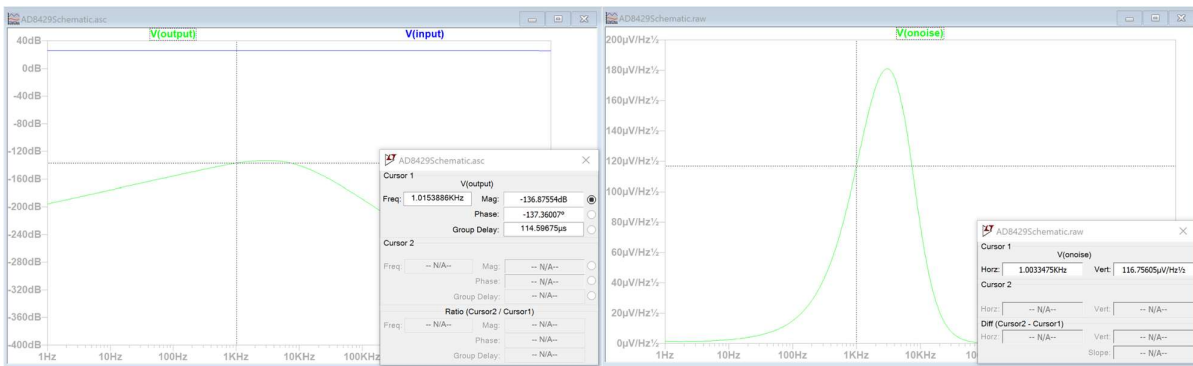 AD8429Schematic.asc
V(output) V(input)
40dB
0dB
-40dB
-80dB
-120dB
-160dB
-200dB
-240dB
-280dB
-320dB
-360dB
-400dB
1Hz 10Hz 100Hz 1KHz 10KHz 100KHz
AD8429Schematic.asc
Cursor 1
V(output)
Freq: 1.0153886KHz Mag: -136.87554dB
Phase: -137.36007°
Group Delay: 114.59675µs
Cursor 2
Freq: -- N/A-- Mag: -- N/A--
Phase: -- N/A--
Group Delay: -- N/A--
Ratio (Cursor2 / Cursor1)
Freq: -- N/A-- Mag: -- N/A--
Phase: -- N/A--
Group Delay: -- N/A--
AD8429Schematic.raw
V(onoise)
200µV/Hz½
180µV/Hz½
160µV/Hz½
140µV/Hz½
120µV/Hz½
100µV/Hz½
80µV/Hz½
60µV/Hz½
40µV/Hz½
20µV/Hz½
0µV/Hz½
1Hz 10Hz 100Hz 1KHz 10KHz 10
AD8429Schematic.raw
Cursor 1
V(onoise)
Horz: 1.0033475KHz Vert: 116.75605µV/Hz½
Cursor 2
Horz: -- N/A-- Vert: -- N/A--
Diff (Cursor2 - Cursor1)
Horz: -- N/A-- Vert: -- N/A--
Slope: -- N/A--